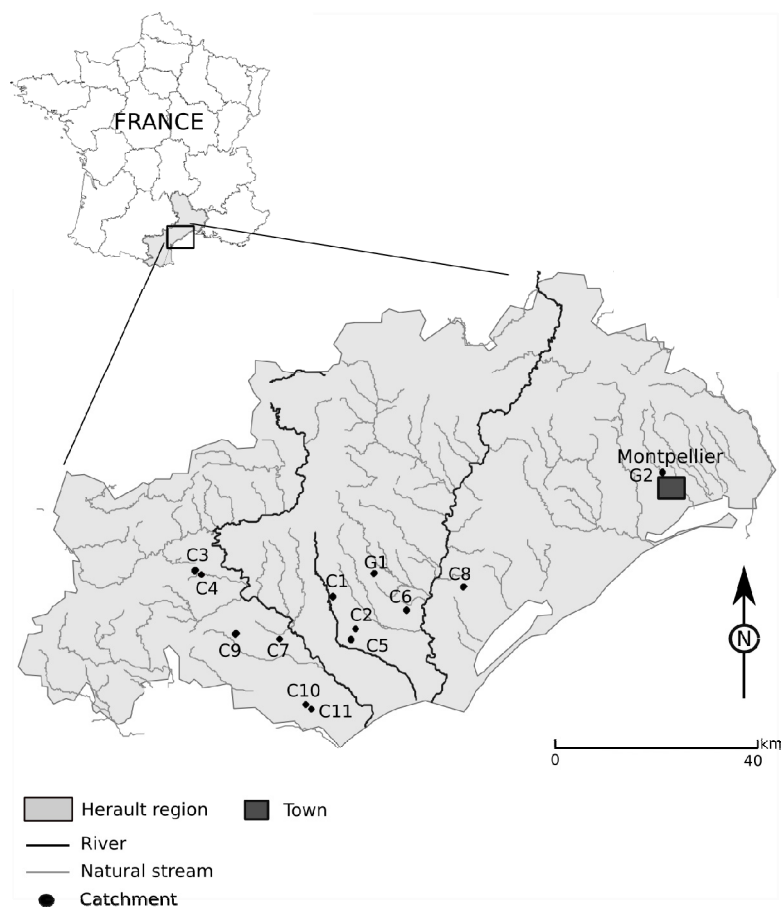 FRANCE
Montpellier
G2
C3
C4
G1
C8
C1
C6
C2
C5
C9
C7
C10
C11
N
km
0
40
Herault region
Town
River
Natural stream
Catchment